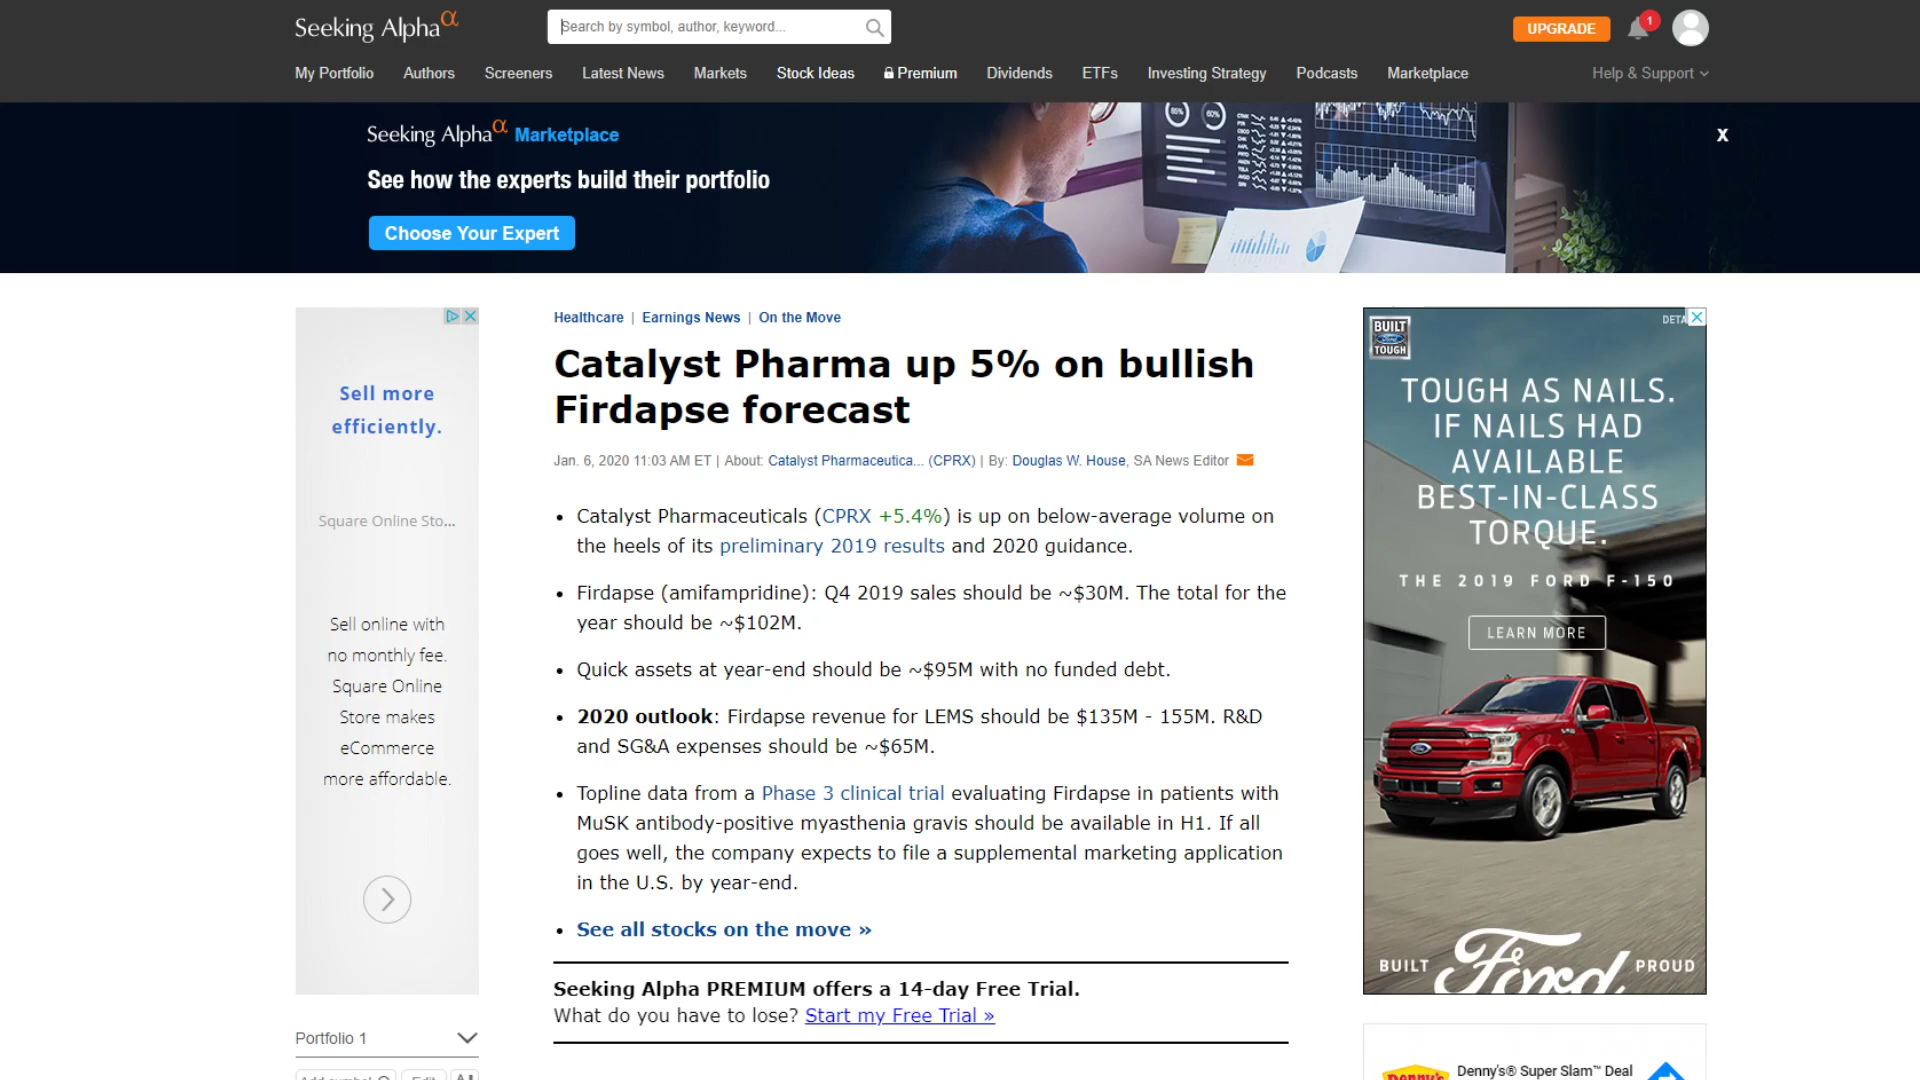 Seeking Alpha α
Search by symbol, author, keyword...
UPGRADE
1
My Portfolio
Authors
Screeners
Latest News
Markets
Stock Ideas
Premium
Dividends
ETFs
Investing Strategy
Podcasts
Marketplace
Help & Support
Seeking Alpha α Marketplace
See how the experts build their portfolio
Choose Your Expert
X
Sell more
efficiently.
Square Online Sto...
Sell online with
no monthly fee.
Square Online
Store makes
eCommerce
more affordable.
Portfolio 1
Healthcare | Earnings News | On the Move
Catalyst Pharma up 5% on bullish
Firdapse forecast
Jan. 6, 2020 11:03 AM ET | About: Catalyst Pharmaceutica... (CPRX) | By: Douglas W. House, SA News Editor
• Catalyst Pharmaceuticals (CPRX +5.4%) is up on below-average volume on
the heels of its preliminary 2019 results and 2020 guidance.
• Firdapse (amifampridine): Q4 2019 sales should be ~$30M. The total for the
year should be ~$102M.
• Quick assets at year-end should be ~$95M with no funded debt.
• 2020 outlook: Firdapse revenue for LEMS should be $135M - 155M. R&D
and SG&A expenses should be ~$65M.
• Topline data from a Phase 3 clinical trial evaluating Firdapse in patients with
MuSK antibody-positive myasthenia gravis should be available in H1. If all
goes well, the company expects to file a supplemental marketing application
in the U.S. by year-end.
• See all stocks on the move »
Seeking Alpha PREMIUM offers a 14-day Free Trial.
What do you have to lose? Start my Free Trial »
BUILT
Ford
TOUGH
DETA
TOUGH AS NAILS.
IF NAILS HAD
AVAILABLE
BEST-IN-CLASS
TORQUE.
THE 2019 FORD F-150
LEARN MORE
BUILT Ford PROUD
Denny's
Denny's® Super Slam™ Deal